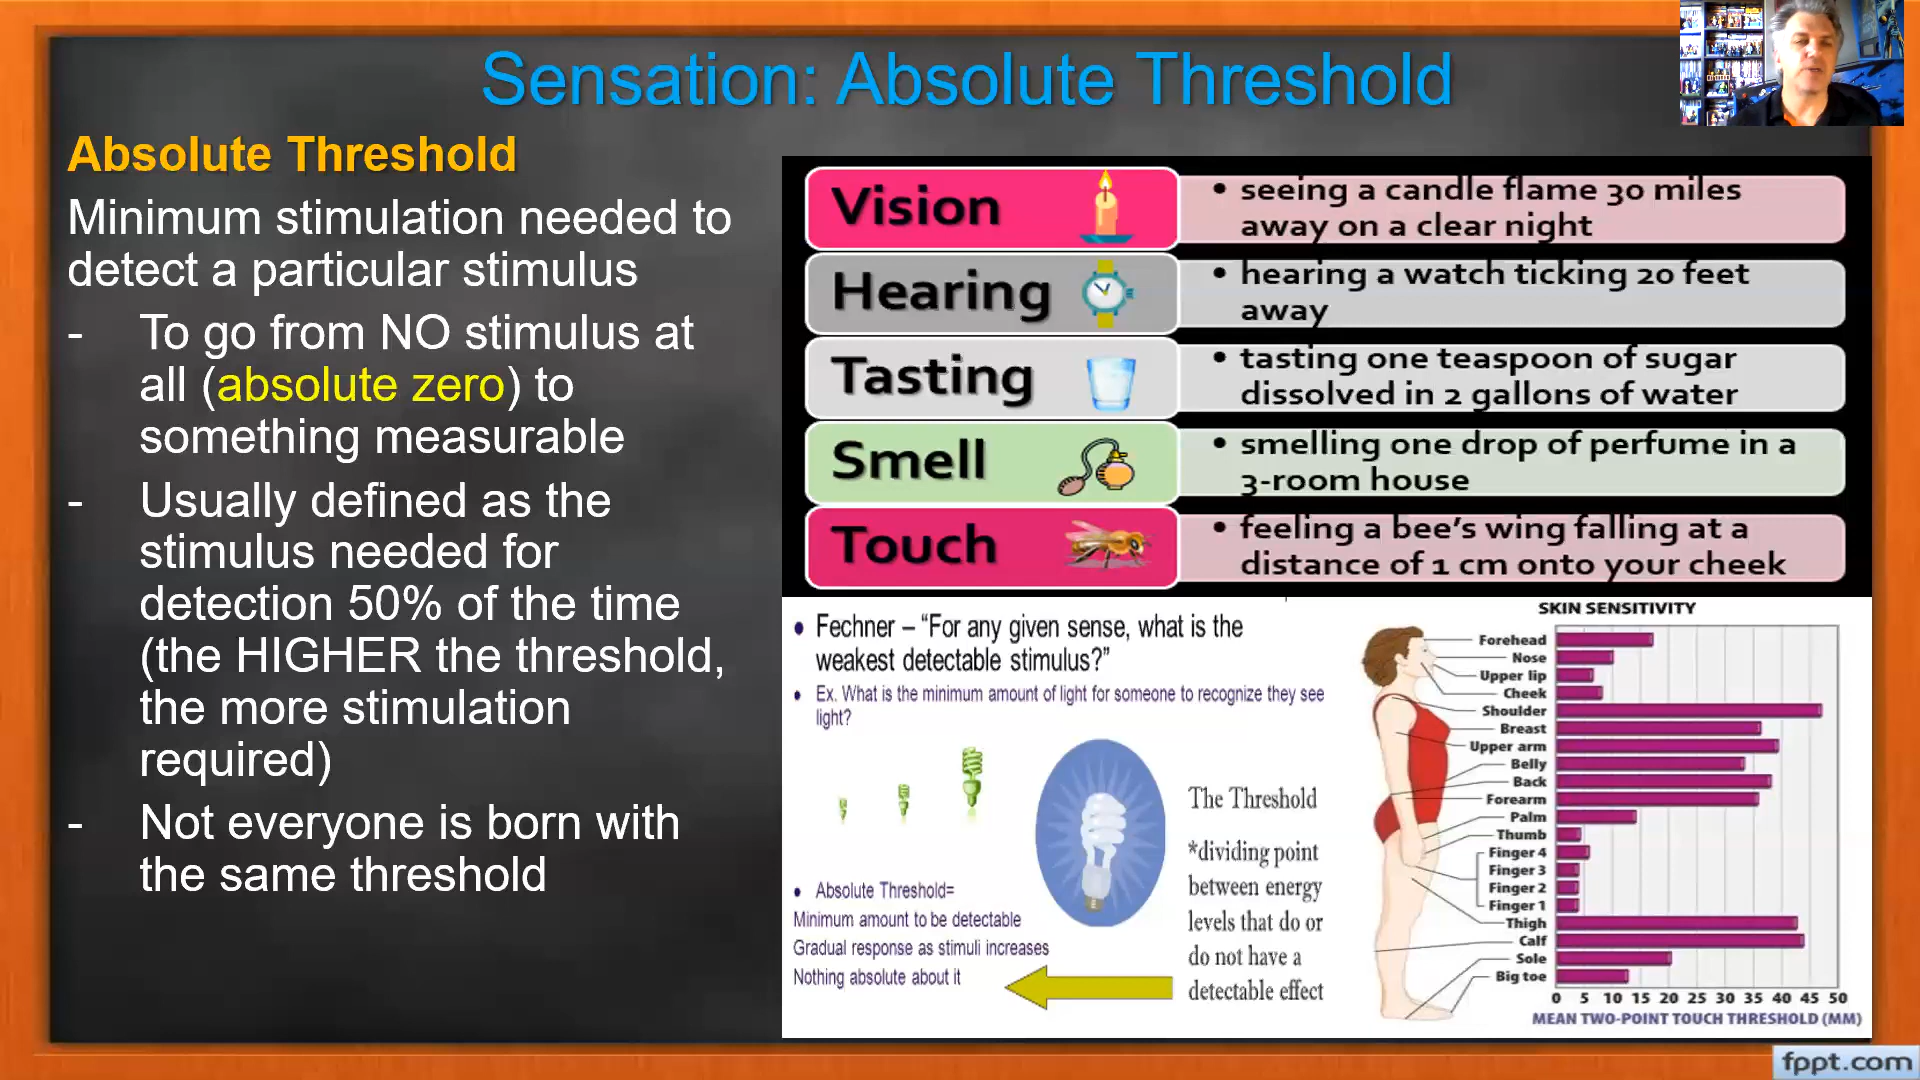 Sensation: Absolute Threshold
Absolute Threshold
Minimum stimulation needed to
detect a particular stimulus
- To go from NO stimulus at
all (absolute zero) to
something measurable
- Usually defined as the
stimulus needed for
detection 50% of the time
(the HIGHER the threshold,
the more stimulation
required)
- Not everyone is born with
the same threshold
Vision
• seeing a candle flame 30 miles
away on a clear night
Hearing
• hearing a watch ticking 20 feet
away
Tasting
• tasting one teaspoon of sugar
dissolved in 2 gallons of water
Smell
• smelling one drop of perfume in a
3-room house
Touch
• feeling a bee's wing falling at a
distance of 1 cm onto your cheek
• Fechner – “For any given sense, what is the
weakest detectable stimulus?”
• Ex. What is the minimum amount of light for someone to recognize they see
light?
• Absolute Threshold=
Minimum amount to be detectable
Gradual response as stimuli increases
Nothing absolute about it
The Threshold
*dividing point
between energy
levels that do or
do not have a
detectable effect
SKIN SENSITIVITY
Forehead
Nose
Upper lip
Cheek
Shoulder
Breast
Upper arm
Belly
Back
Forearm
Palm
Thumb
Finger 4
Finger 3
Finger 2
Finger 1
Thigh
Calf
Sole
Big toe
0 5 10 15 20 25 30 35 40 45 50
MEAN TWO-POINT TOUCH THRESHOLD (MM)
fppt.com